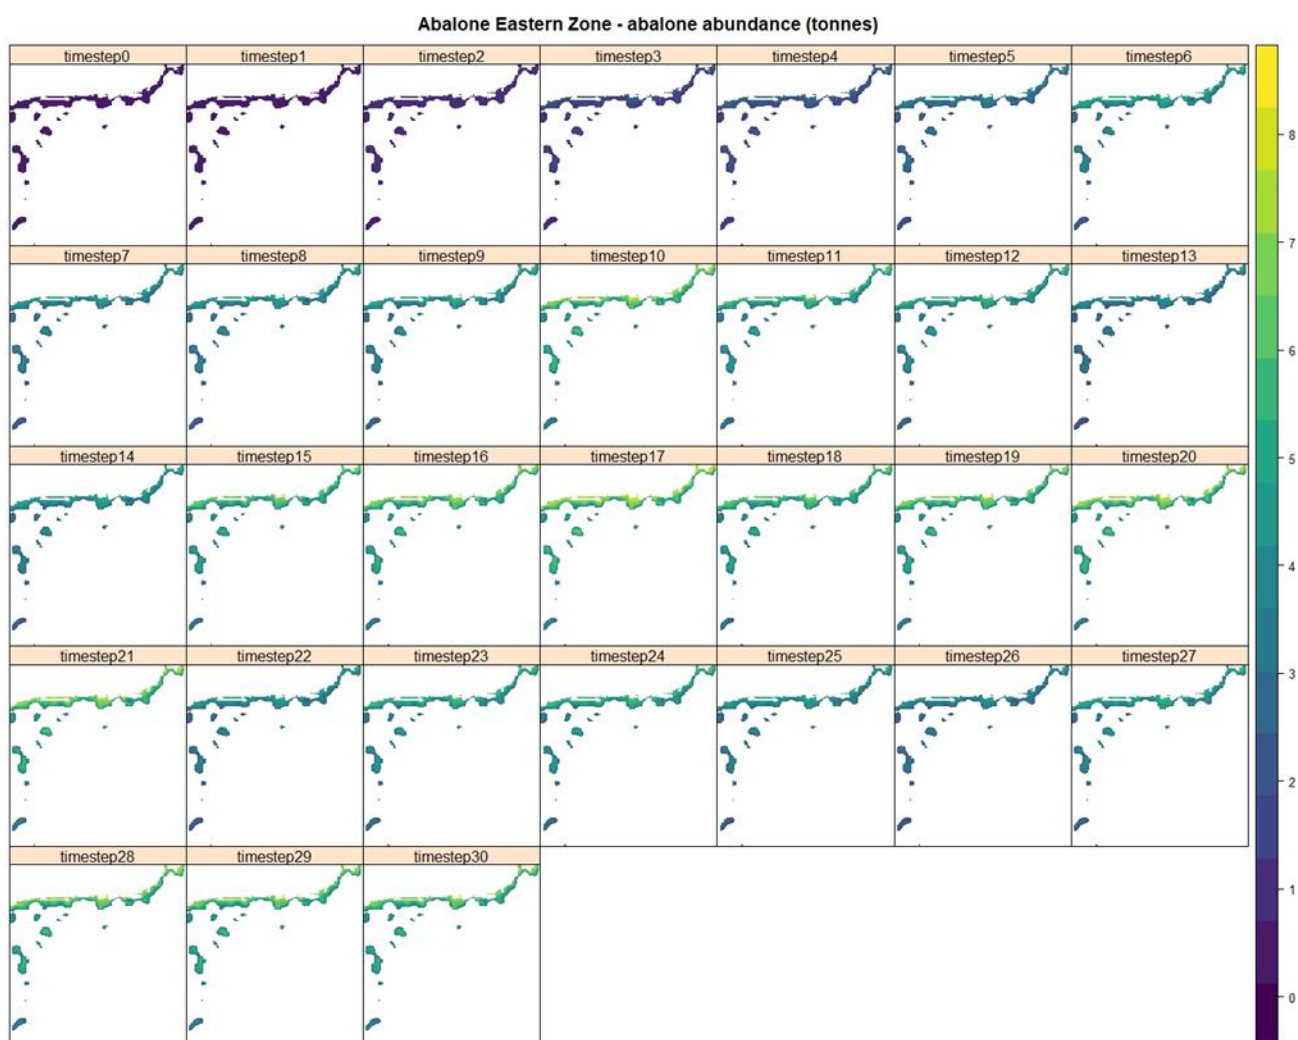 Abalone Eastern Zone - abalone abundance (tonnes)
timestep0 timestep1 timestep2 timestep3 timestep4 timestep5 timestep6
timestep7 timestep8 timestep9 timestep10 timestep11 timestep12 timestep13
timestep14 timestep15 timestep16 timestep17 timestep18 timestep19 timestep20
timestep21 timestep22 timestep23 timestep24 timestep25 timestep26 timestep27
timestep28 timestep29 timestep30
8
7
6
5
4
3
2
1
0